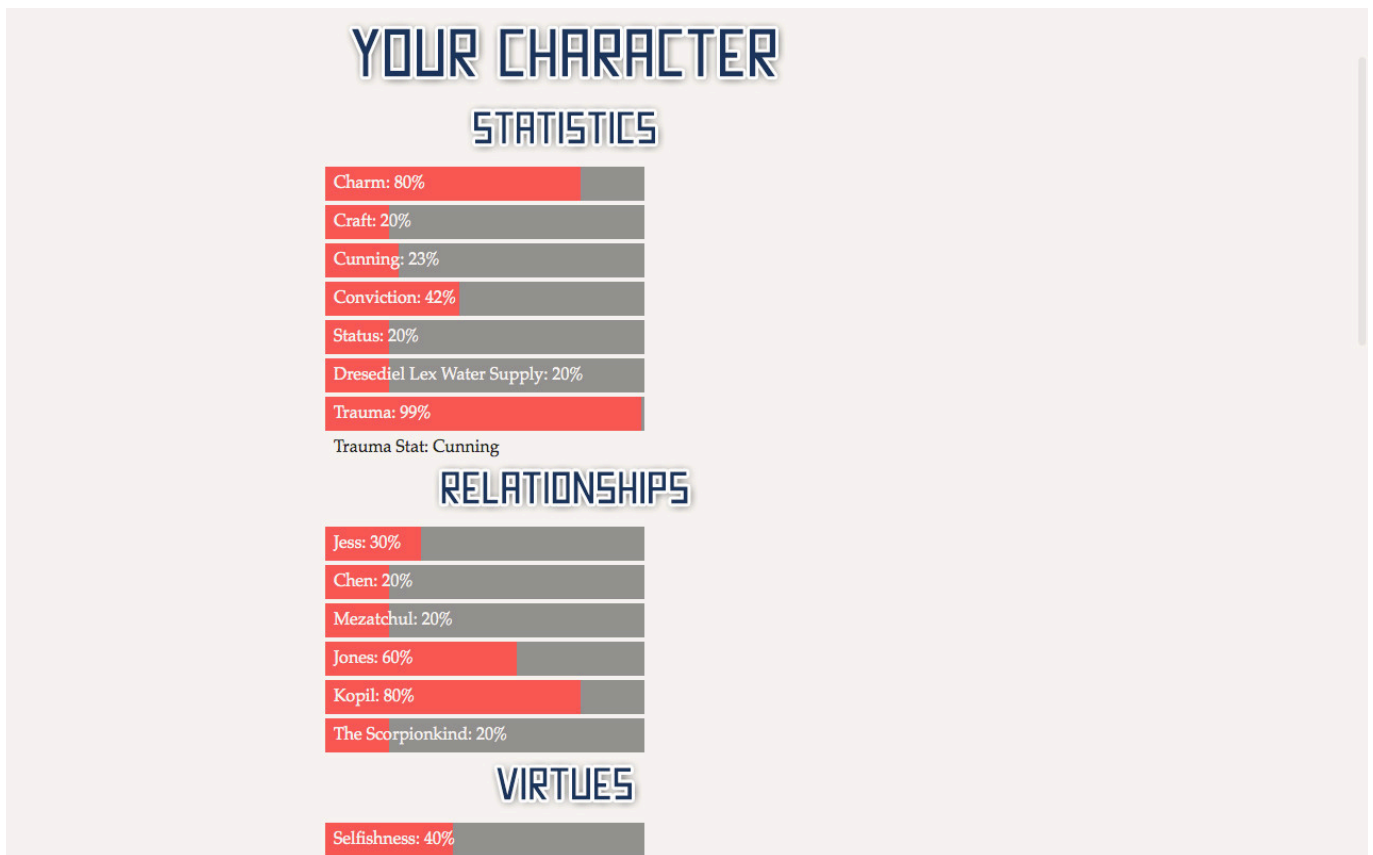 YOUR CHARACTER
STATISTICS
Charm: 80%
Craft: 20%
Cunning: 23%
Conviction: 42%
Status: 20%
Dresediel Lex Water Supply: 20%
Trauma: 99%
Trauma Stat: Cunning
RELATIONSHIPS
Jess: 30%
Chen: 20%
Mezatchul: 20%
Jones: 60%
Kopil: 80%
The Scorpionkind: 20%
VIRTUES
Selfishness: 40%